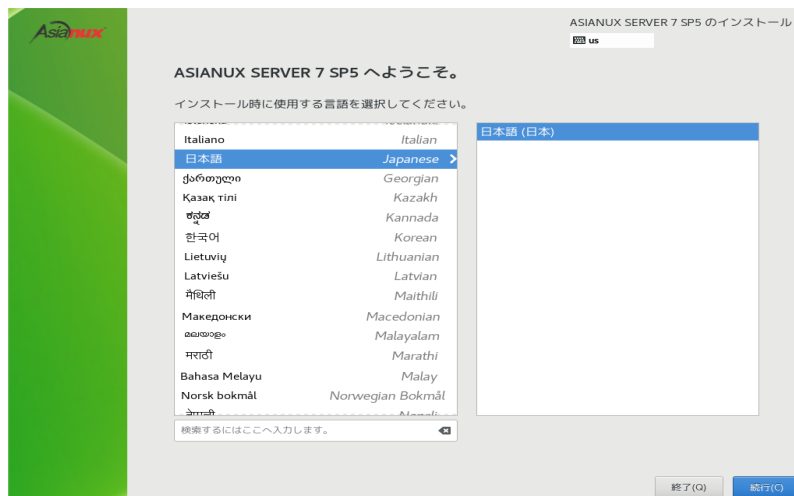 Asianux
ASIANUX SERVER 7 SP5 のインストール
us
ASIANUX SERVER 7 SP5 へようこそ。
インストール時に使用する言語を選択してください。
Italiano Italian
日本語 Japanese
日本語 (日本)
ქართული Georgian
Қазақ тілі Kazakh
ಕನ್ನಡ Kannada
한국어 Korean
Lietuvių Lithuanian
Latviešu Latvian
मैथिली Maithili
Македонски Macedonian
മലയാളം Malayalam
मराठी Marathi
Bahasa Melayu Malay
Norsk bokmål Norwegian Bokmål
検索するにはここへ入力します。
終了(Q)
続行(C)